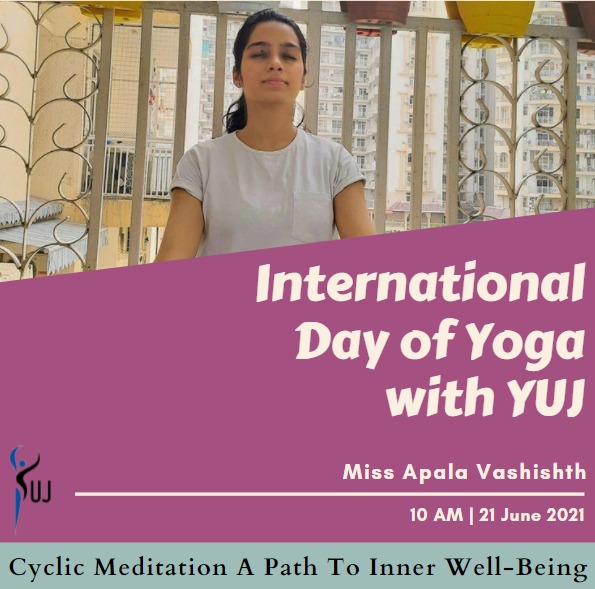 International
Day of Yoga
with YUJ
Miss Apala Vashishth
YUJ
10 AM | 21 June 2021
Cyclic Meditation A Path To Inner Well-Being